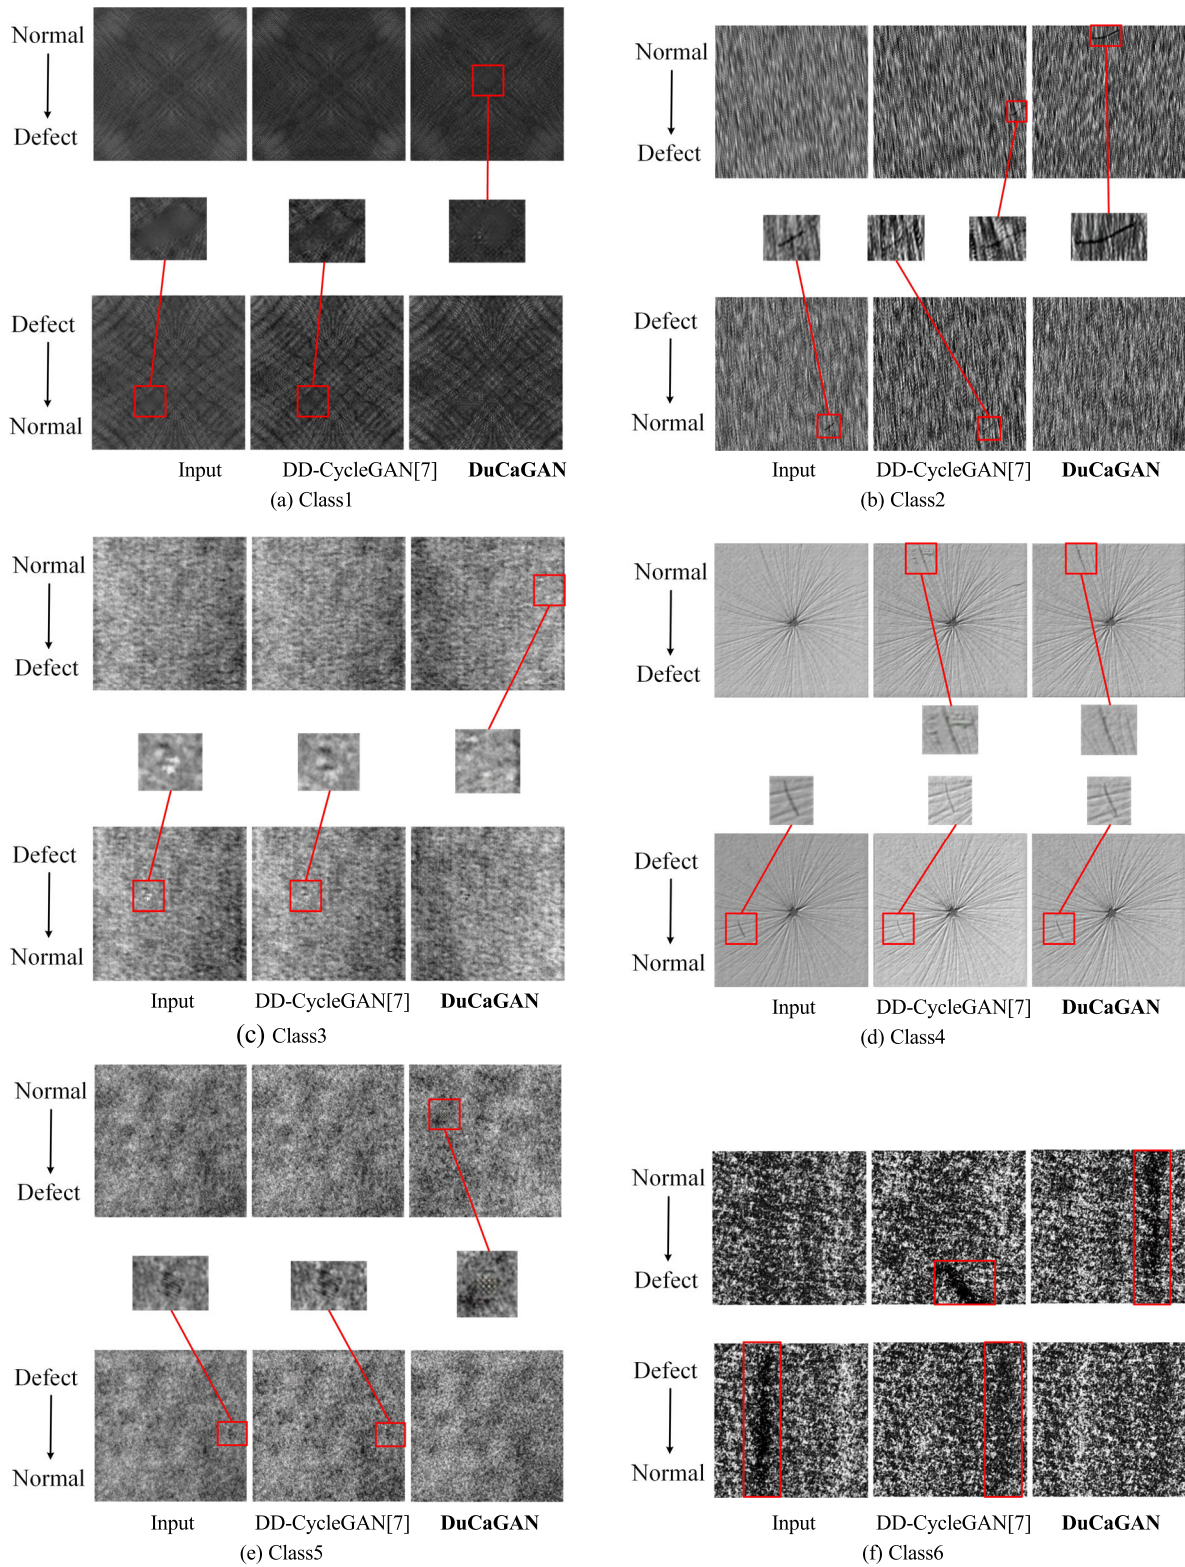 Normal
Defect
Defect
Normal
Input DD-CycleGAN[7] DuCaGAN
(a) Class1
Normal
Defect
Defect
Normal
Input DD-CycleGAN[7] DuCaGAN
(b) Class2
Normal
Defect
Defect
Normal
Input DD-CycleGAN[7] DuCaGAN
(c) Class3
Normal
Defect
Defect
Normal
Input DD-CycleGAN[7] DuCaGAN
(d) Class4
Normal
Defect
Defect
Normal
Input DD-CycleGAN[7] DuCaGAN
(e) Class5
Normal
Defect
Defect
Normal
Input DD-CycleGAN[7] DuCaGAN
(f) Class6